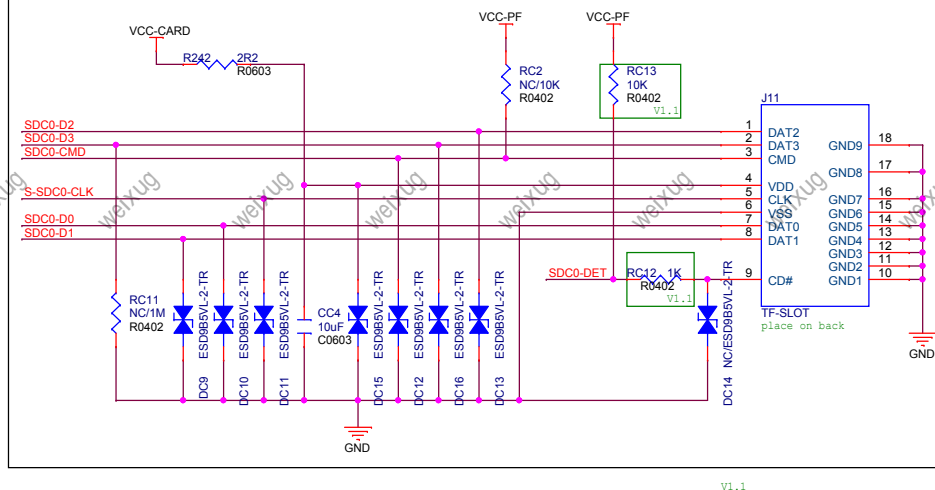 VCC-CARD
VCC-PF
VCC-PF
R242 2R2
R0603
RC2
NC/10K
R0402
RC13
10K
R0402
V1.1
J11
SDC0-D2
SDC0-D3
SDC0-CMD
S-SDC0-CLK
SDC0-D0
SDC0-D1
1 DAT2
2 DAT3
3 CMD
4 VDD
5 CLK
6 VSS
7 DAT0
8 DAT1
9 CD#
GND9 18
GND8 17
GND7 16
GND6 15
GND5 14
GND4 13
GND3 12
GND2 11
GND1 10
TF-SLOT
place on back
GND
weixug
weixug
weixug
weixug
weixug
SDC0-DET
RC12 1K
R0402
V1.1
RC11
NC/1M
R0402
DC9 ESD9B5VL-2-TR
DC10 ESD9B5VL-2-TR
DC11 ESD9B5VL-2-TR
CC4
10uF
C0603
DC15 ESD9B5VL-2-TR
DC12 ESD9B5VL-2-TR
DC16 ESD9B5VL-2-TR
DC13 ESD9B5VL-2-TR
DC14 NC/ESD9B5VL-2-TR
GND
V1.1